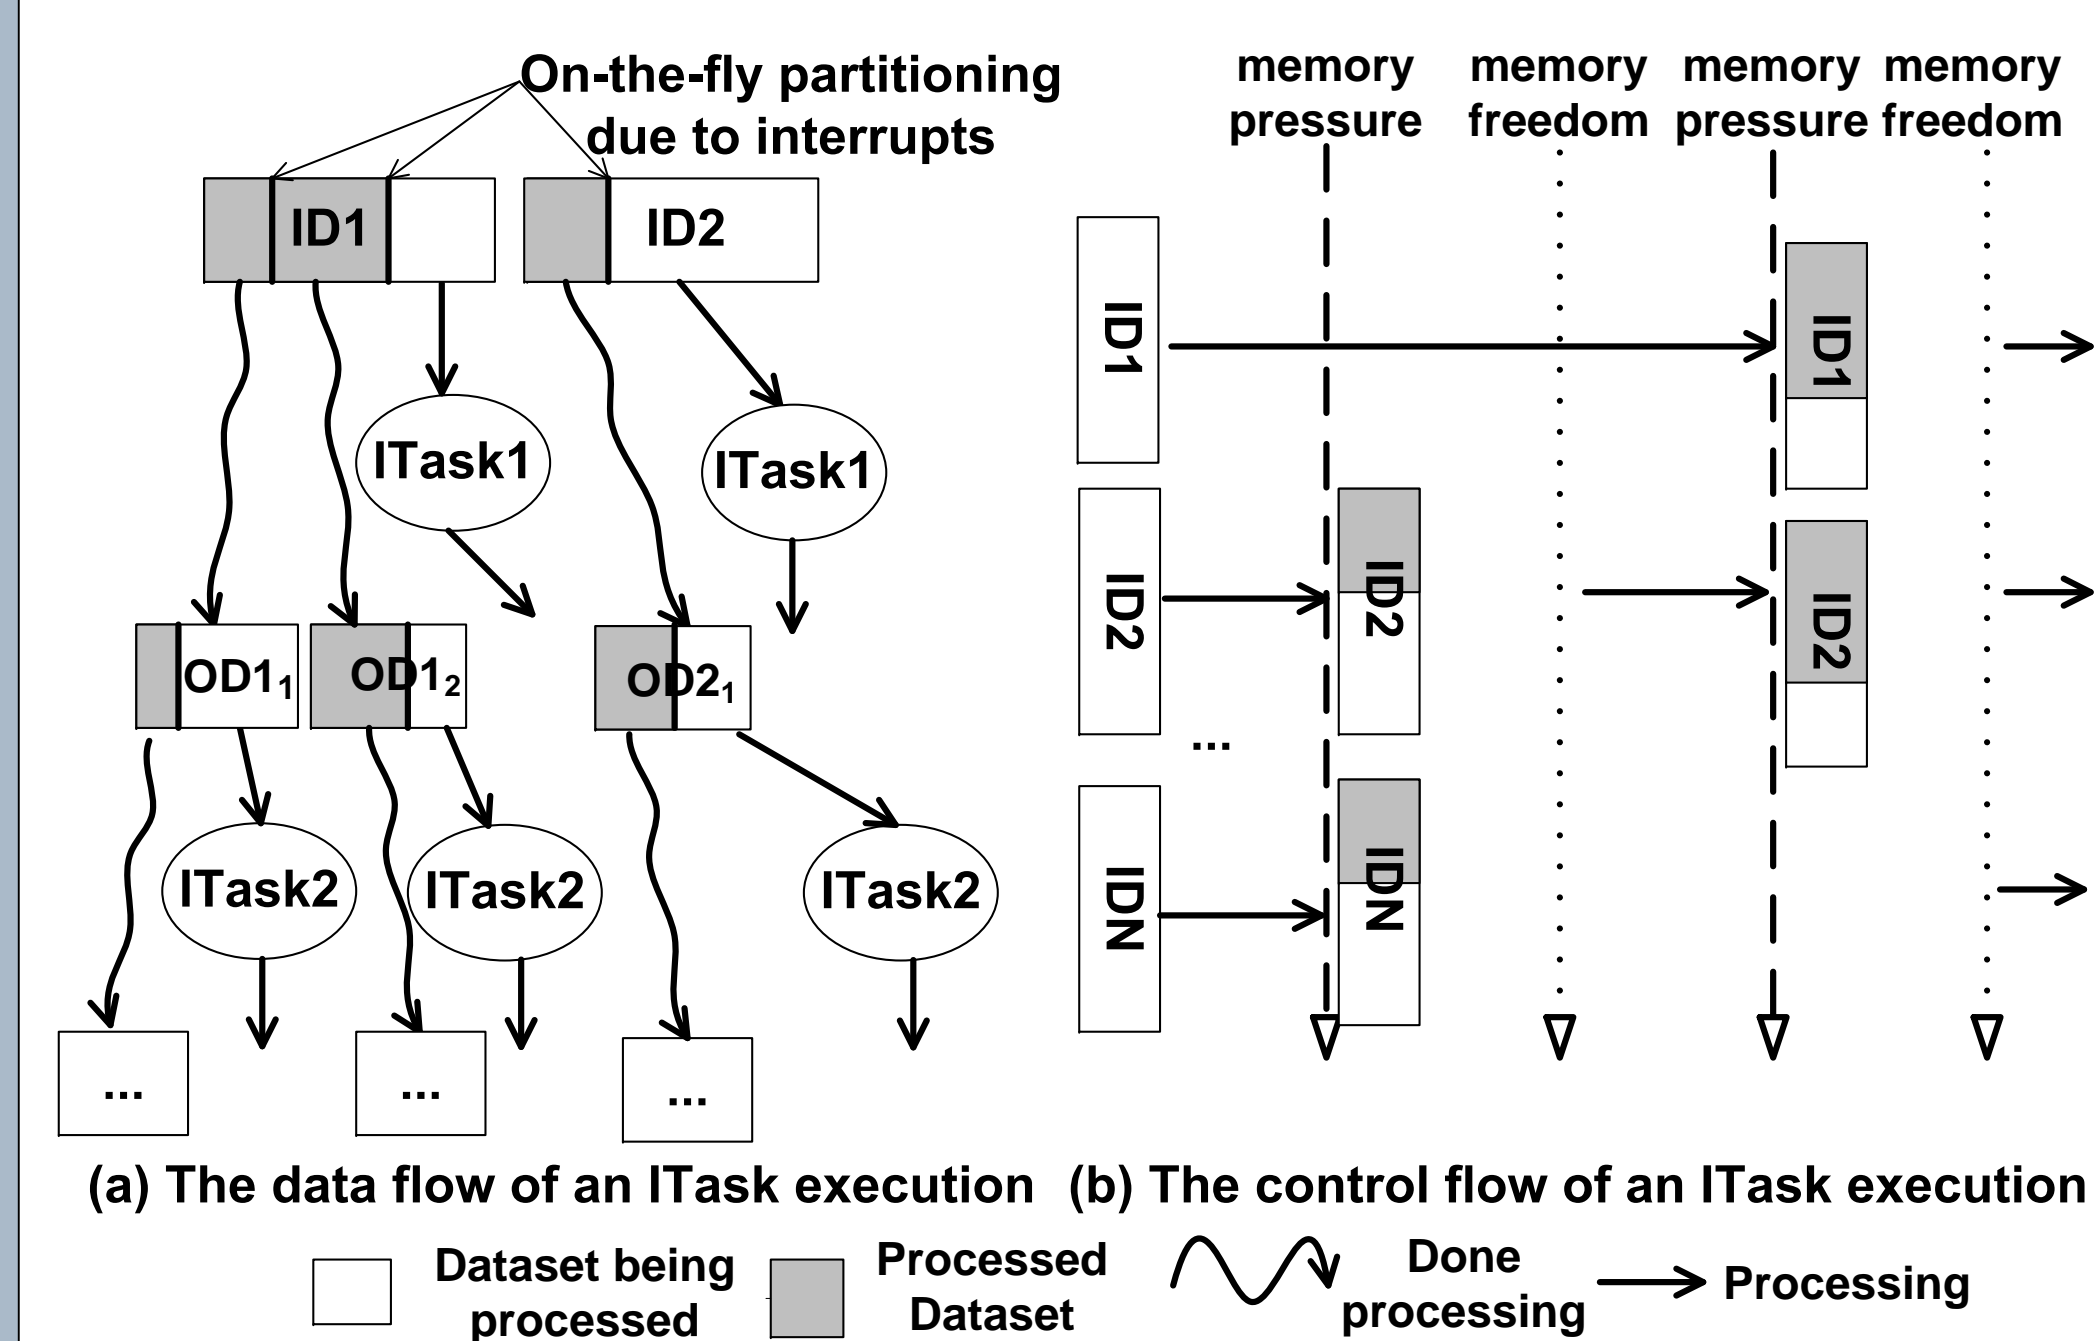 On-the-fly partitioning
due to interrupts
ID1
ID2
ITask1
ITask1
OD1₁
OD1₂
OD2₁
ITask2
ITask2
ITask2
...
...
...
(a) The data flow of an ITask execution
memory
pressure
memory
freedom
memory
pressure
memory
freedom
ID1
ID1
ID2
ID2
ID2
...
IDN
IDN
(b) The control flow of an ITask execution
Dataset being
processed
Processed
Dataset
Done
processing
Processing